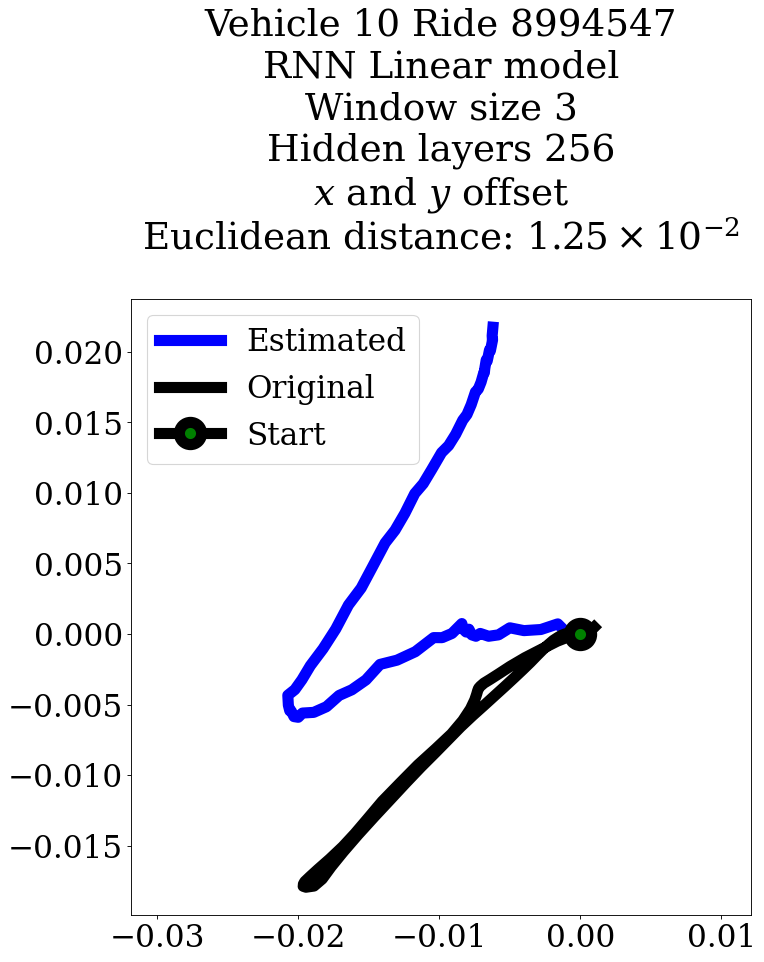 Vehicle 10 Ride 8994547
RNN Linear model
Window size 3
Hidden layers 256
x and y offset
Euclidean distance: 1.25 × 10⁻²
Estimated
Original
Start
0.020
0.015
0.010
0.005
0.000
−0.005
−0.010
−0.015
−0.03 −0.02 −0.01 0.00 0.01